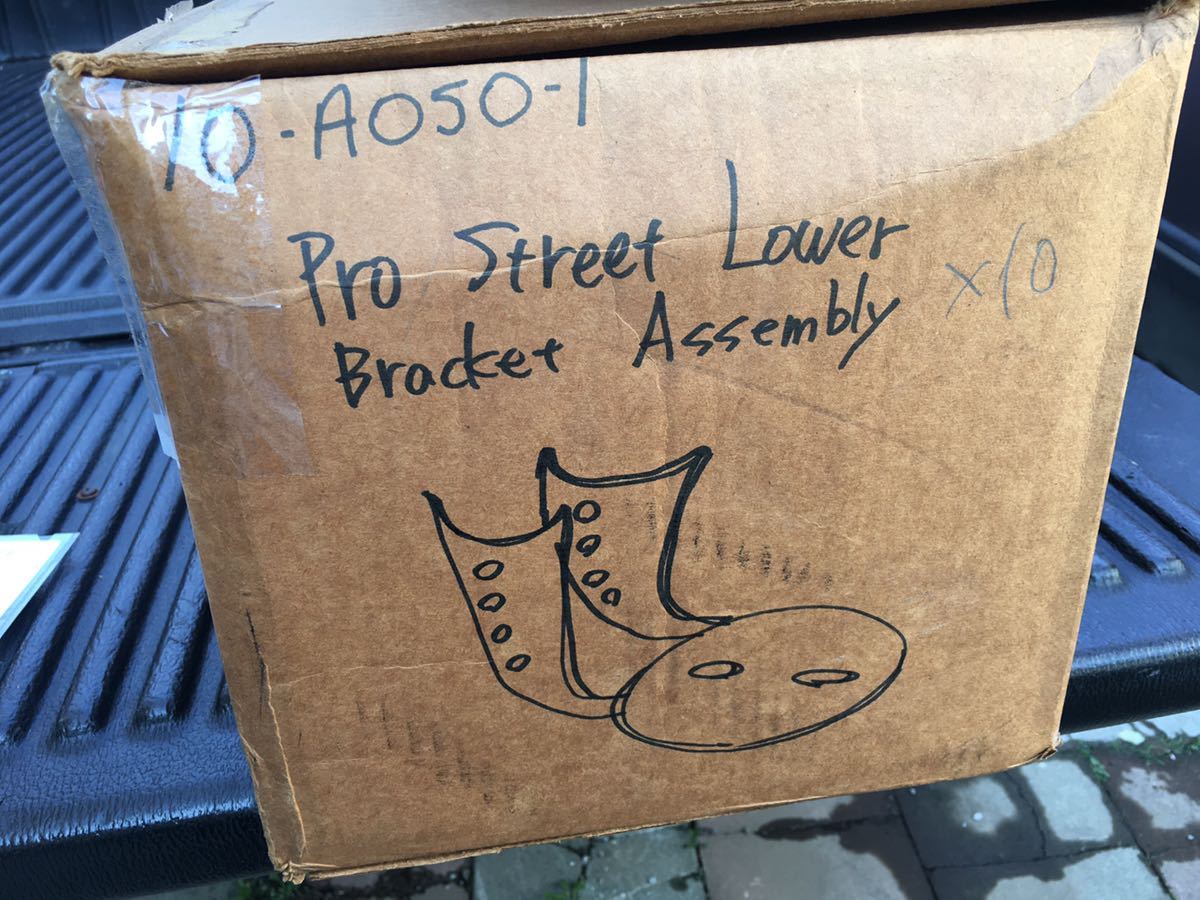 10-A050-1
Pro Street Lower
Bracket Assembly x10